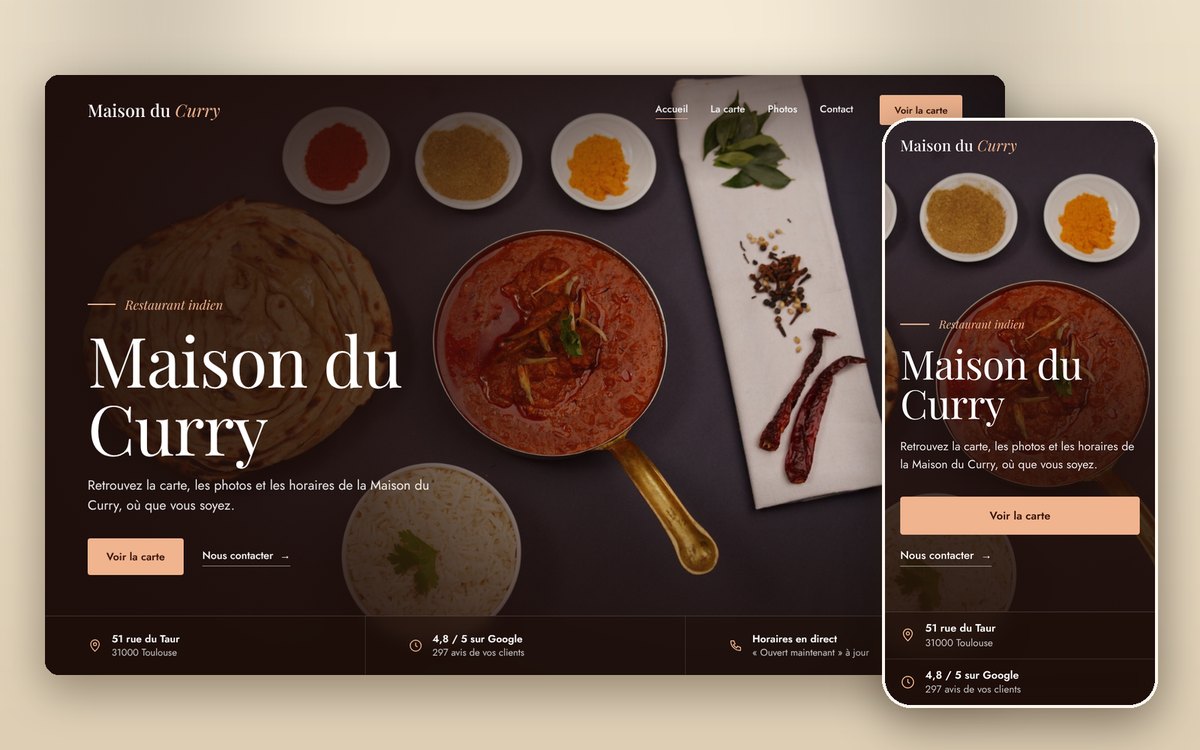 Maison du Curry
Accueil
La carte
Photos
Contact
Voir la carte
Restaurant indien
Maison du
Curry
Retrouvez la carte, les photos et les horaires de la Maison du
Curry, où que vous soyez.
Voir la carte
Nous contacter →
51 rue du Taur
31000 Toulouse
4,8 / 5 sur Google
297 avis de vos clients
Horaires en direct
« Ouvert maintenant » à jour
Maison du Curry
Restaurant indien
Maison du
Curry
Retrouvez la carte, les photos et les horaires de
la Maison du Curry, où que vous soyez.
Voir la carte
Nous contacter →
51 rue du Taur
31000 Toulouse
4,8 / 5 sur Google
297 avis de vos clients